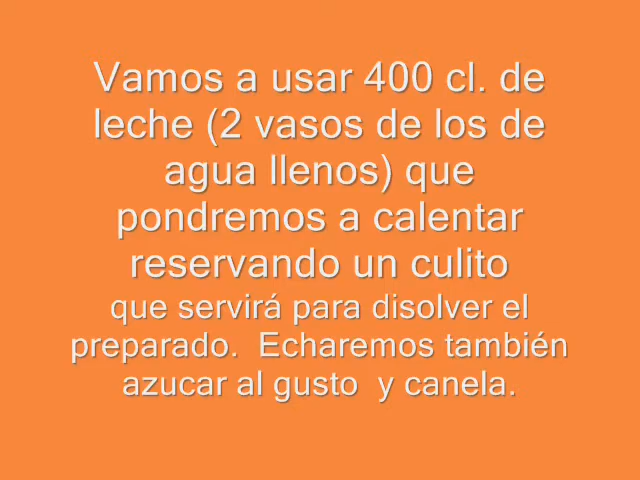 Vamos a usar 400 cl. de
leche (2 vasos de los de
agua llenos) que
pondremos a calentar
reservando un culito
que servirá para disolver el
preparado.  Echaremos también
azucar al gusto  y canela.